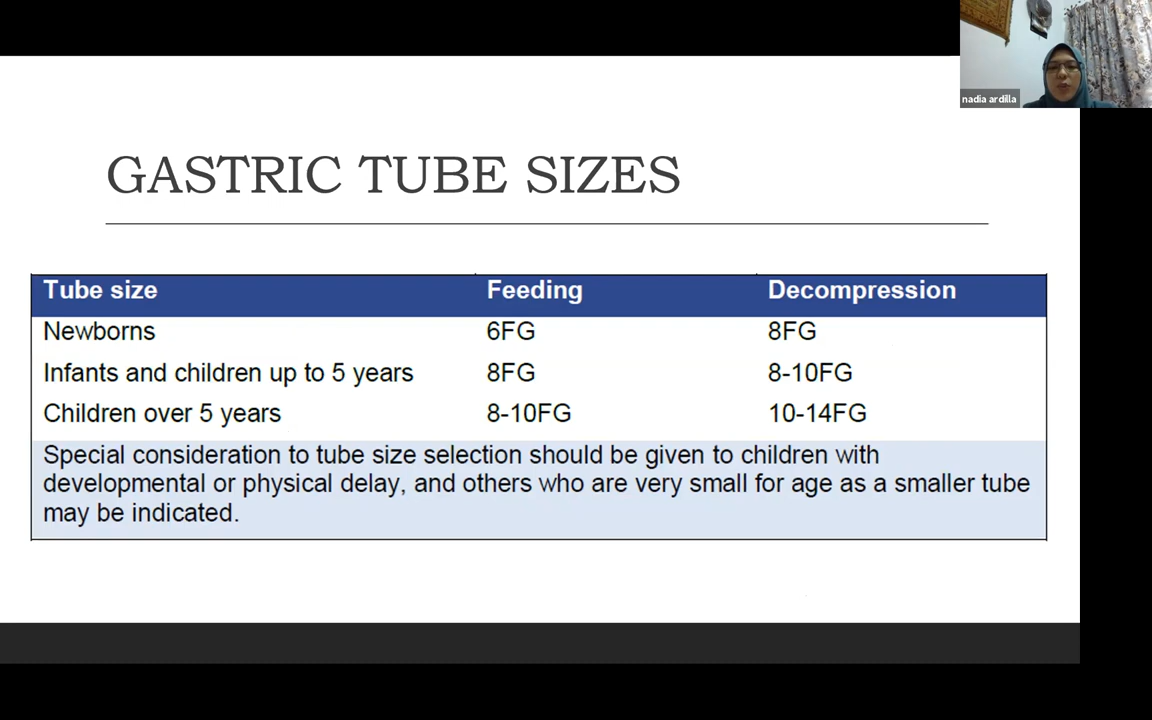 nadia ardilla
GASTRIC TUBE SIZES
Tube size Feeding Decompression
Newborns 6FG 8FG
Infants and children up to 5 years 8FG 8-10FG
Children over 5 years 8-10FG 10-14FG
Special consideration to tube size selection should be given to children with
developmental or physical delay, and others who are very small for age as a smaller tube
may be indicated.